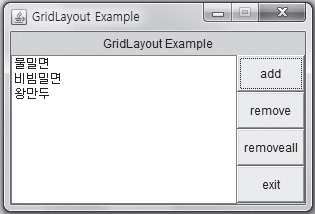 GridLayout Example
GridLayout Example
물밀면
비빔밀면
왕만두
add
remove
removeall
exit